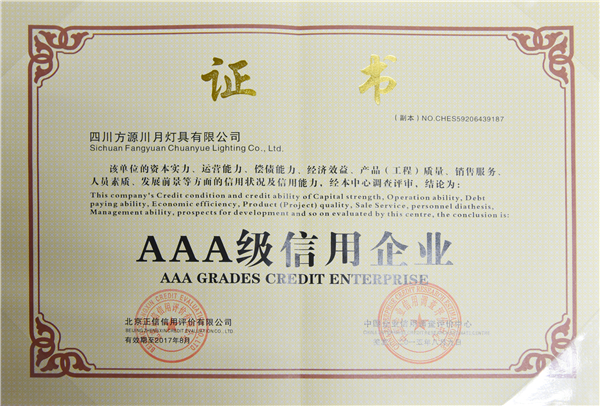 证 书
（副本）NO.CHES59206439187
四川方源川月灯具有限公司
Sichuan Fangyuan Chuanyue Lighting Co., Ltd.
该单位的资本实力、运营能力、偿债能力、经济效益、产品（工程）质量、销售服务、
人员素质、发展前景等方面的信用状况及信用能力，经本中心调查评审，结论为：
This company's Credit condition and credit ability of Capital strength, Operation ability, Debt
paying ability, Economic efficiency, Product (Project) quality, Sale Service, personnel diathesis,
Management ability, prospects for development and so on evaluated by this centre, the conclusion is:
AAA级信用企业
AAA GRADES CREDIT ENTERPRISE
北京正信信用评价有限公司
BEIJING ZHENGXIN CREDIT EVALUATION CO., LTD
有效期至2017年8月